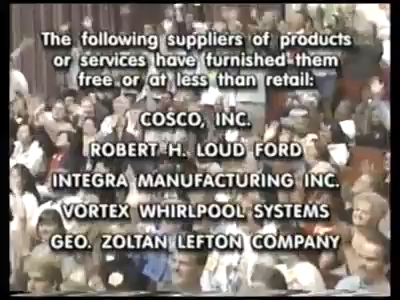 The following suppliers of products
or services have furnished them
free or at less than retail:
COSCO, INC.
ROBERT H. LOUD FORD
INTEGRA MANUFACTURING INC.
VORTEX WHIRLPOOL SYSTEMS
GEO. ZOLTAN LEFTON COMPANY